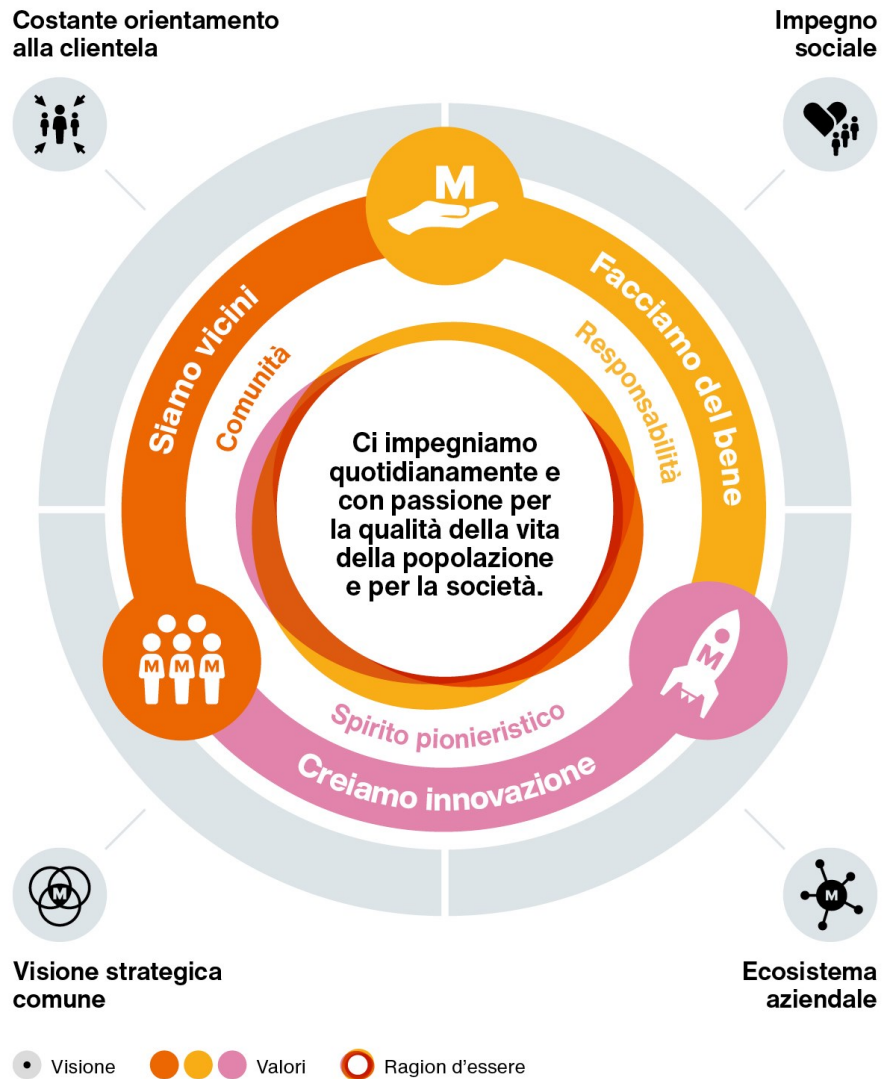 Costante orientamento
alla clientela
Impegno
sociale
M
Siamo vicini
Comunità
Facciamo del bene
Responsabilità
Ci impegniamo
quotidianamente e
con passione per
la qualità della vita
della popolazione
e per la società.
M M M
M
Spirito pionieristico
Creiamo innovazione
M
M
Visione strategica
comune
Ecosistema
aziendale
Visione
Valori
Ragion d’essere